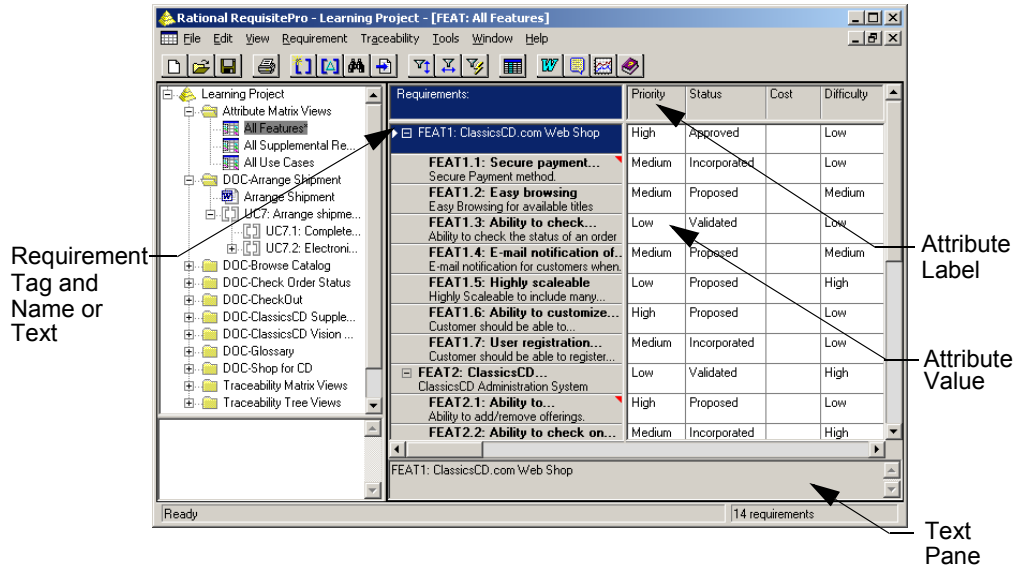 Rational RequisitePro - Learning Project - [FEAT: All Features]
File Edit View Requirement Traceability Tools Window Help
Learning Project
Attribute Matrix Views
All Features*
All Supplemental Re...
All Use Cases
DOC-Arrange Shipment
Arrange Shipment
UC7: Arrange shipme...
UC7.1: Complete...
UC7.2: Electroni...
DOC-Browse Catalog
DOC-Check Order Status
DOC-CheckOut
DOC-ClassicsCD Supple...
DOC-ClassicsCD Vision ...
DOC-Glossary
DOC-Shop for CD
Traceability Matrix Views
Traceability Tree Views
Requirements: Priority Status Cost Difficulty
FEAT1: ClassicsCD.com Web Shop High Approved Low
FEAT1.1: Secure payment... Medium Incorporated Low
Secure Payment method.
FEAT1.2: Easy browsing Medium Proposed Medium
Easy Browsing for available titles
FEAT1.3: Ability to check... Low Validated Low
Ability to check the status of an order
FEAT1.4: E-mail notification of.. Medium Proposed Medium
E-mail notification for customers when.
FEAT1.5: Highly scaleable Low Proposed High
Highly Scaleable to include many...
FEAT1.6: Ability to customize... High Proposed Low
Customer should be able to...
FEAT1.7: User registration... Medium Incorporated Low
Customer should be able to register...
FEAT2: ClassicsCD... Low Validated High
ClassicsCD Administration System
FEAT2.1: Ability to... High Proposed Low
Ability to add/remove offerings.
FEAT2.2: Ability to check on... Medium Incorporated High
FEAT1: ClassicsCD.com Web Shop
Ready 14 requirements
Requirement
Tag and
Name or
Text
Attribute
Label
Attribute
Value
Text
Pane